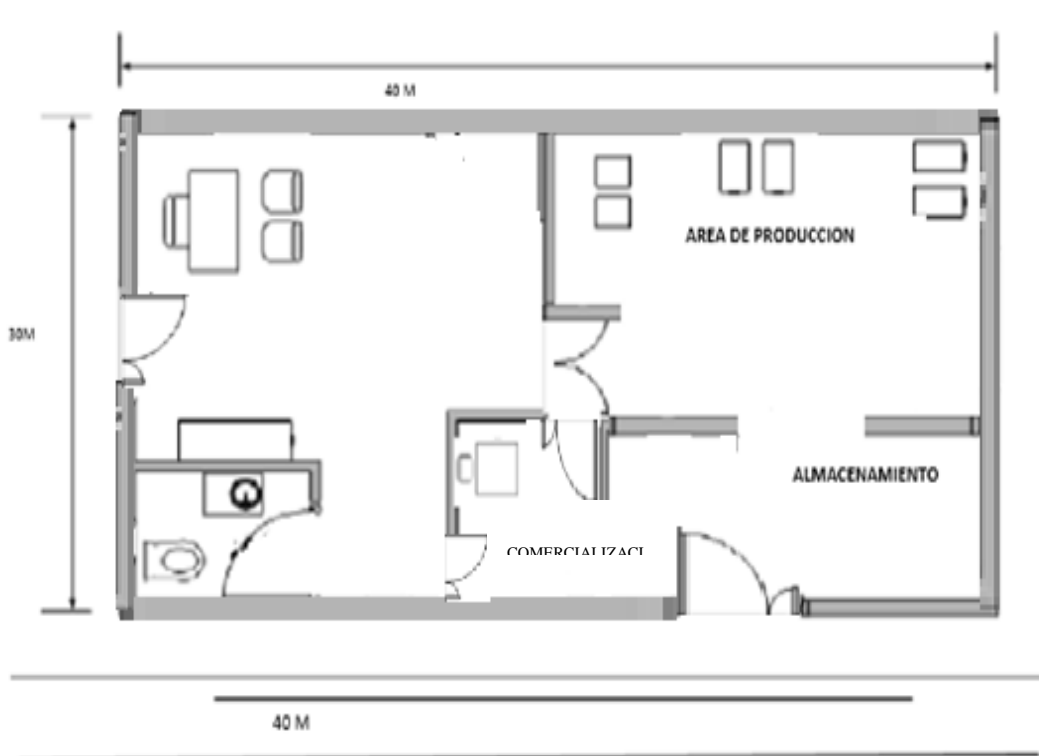 40 M
30M
AREA DE PRODUCCION
ALMACENAMIENTO
COMERCIALIZACI
40 M